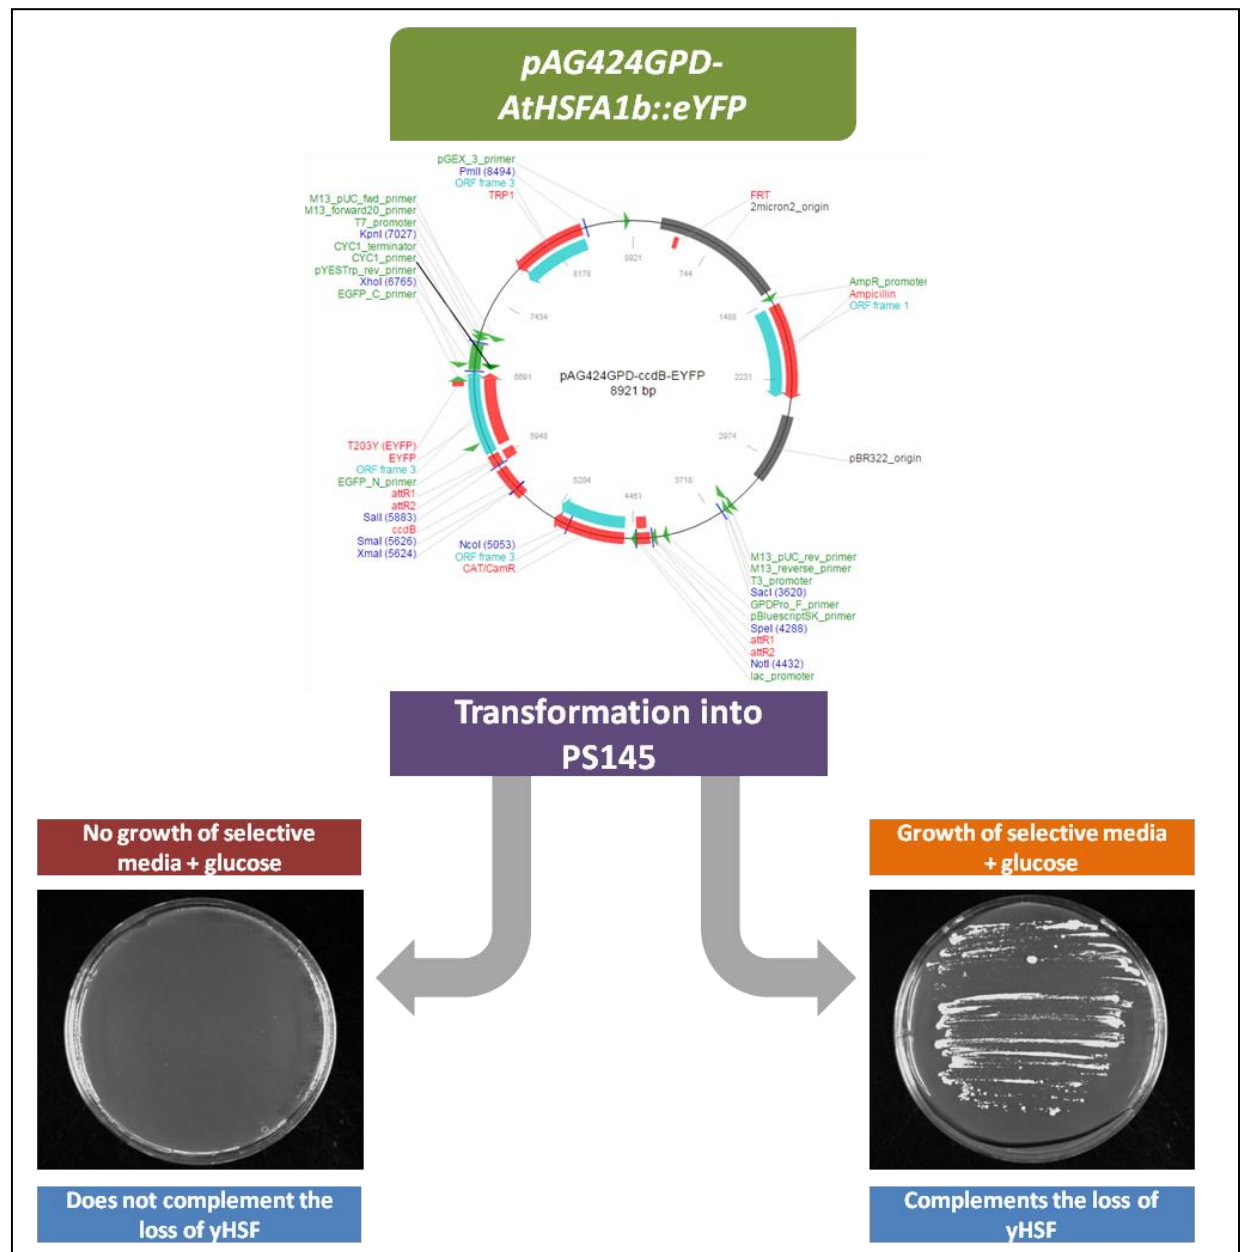 pAG424GPD-
AtHSFA1b::eYFP
pGEX_3_primer
PmlI (8494)
ORF frame 3
TRP1
FRT
2micron2_origin
M13_pUC_fwd_primer
M13_forward20_primer
T7_promoter
KpnI (7027)
CYC1_terminator
CYC1_primer
pYESTrp_rev_primer
XhoI (6765)
EGFP_C_primer
AmpR_promoter
Ampicillin
ORF frame 1
8921
744
8178
1488
7434
pAG424GPD-ccdB-EYFP
8921 bp
6691
2231
5948
2974
5204
4461
3718
pBR322_origin
T203Y (EYFP)
EYFP
ORF frame 3
EGFP_N_primer
attR1
attR2
SalI (5883)
ccdB
SmaI (5626)
XmaI (5624)
NcoI (5053)
ORF frame 3
CAT/CamR
M13_pUC_rev_primer
M13_reverse_primer
T3_promoter
SacI (3620)
GPDPro_F_primer
pBluescriptSK_primer
SpeI (4288)
attR1
attR2
NotI (4432)
lac_promoter
Transformation into
PS145
No growth of selective
media + glucose
Growth of selective media
+ glucose
Does not complement the
loss of yHSF
Complements the loss of
yHSF